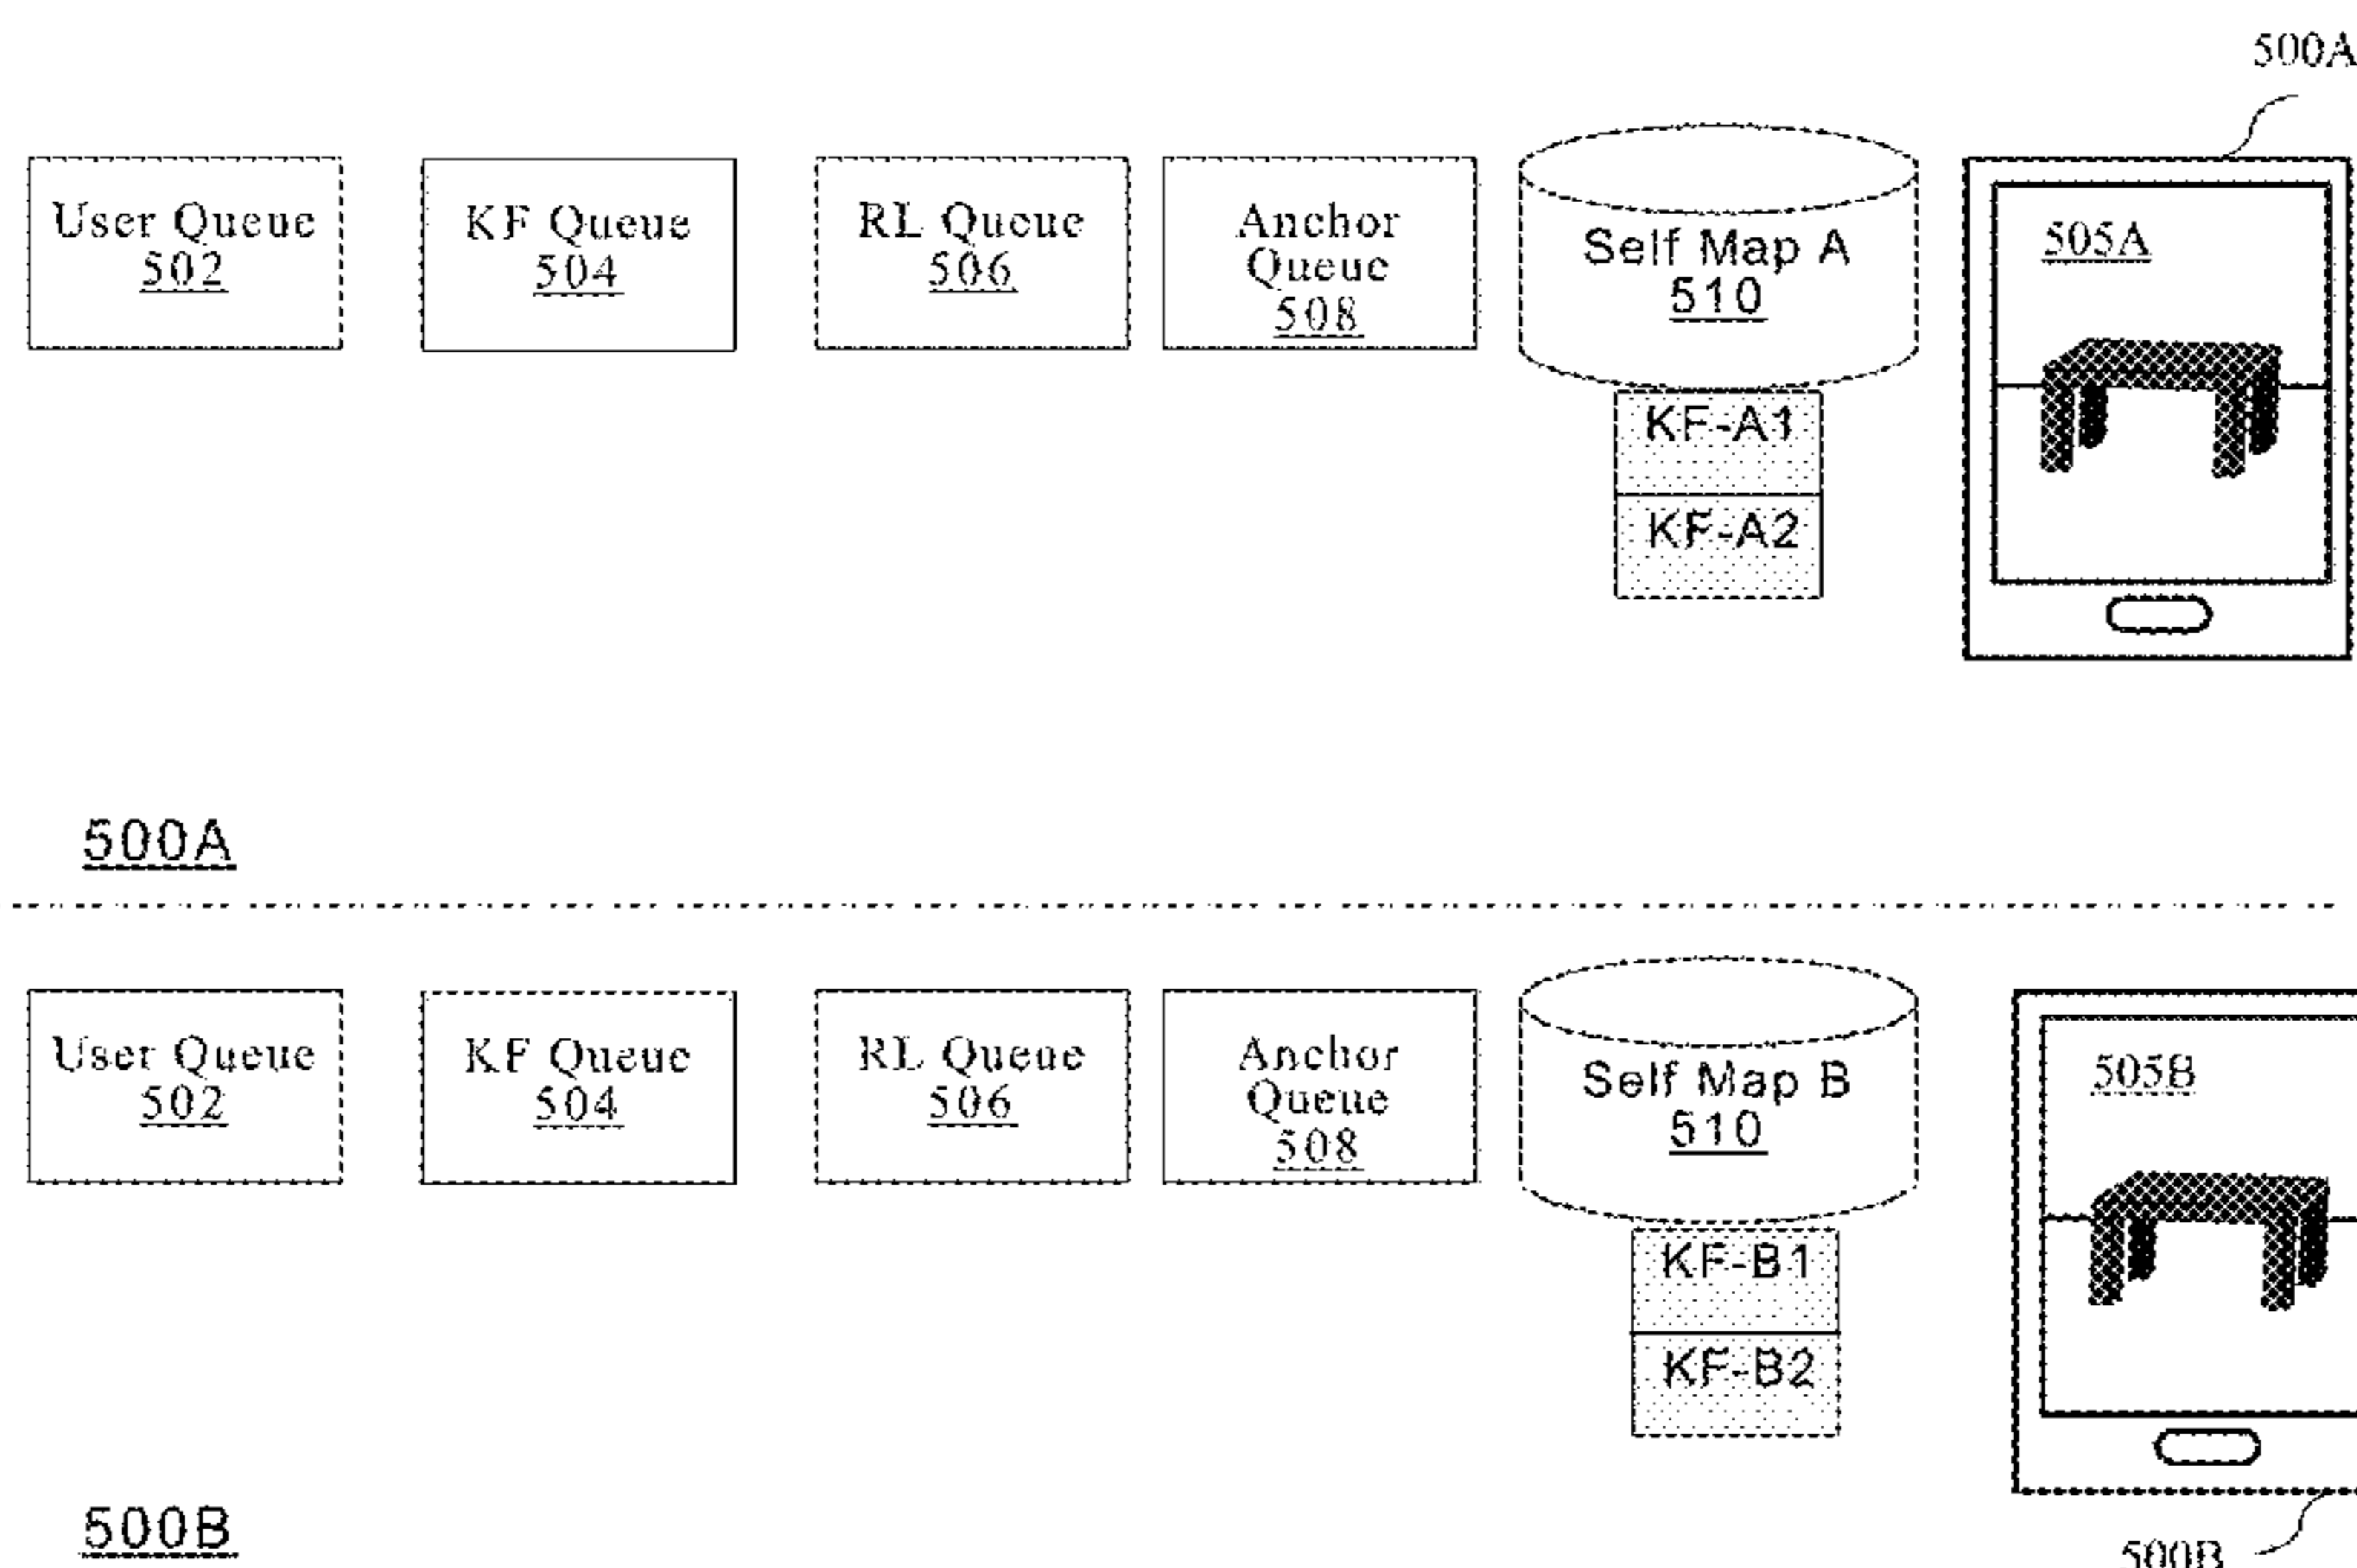 500A
User Queue
502
KF Queue
504
RL Queue
506
Anchor
Queue
508
Self Map A
510
505A
KF-A1
KF-A2
500A
User Queue
502
KF Queue
504
RL Queue
506
Anchor
Queue
508
Self Map B
510
505B
KF-B1
KF-B2
500B
500B